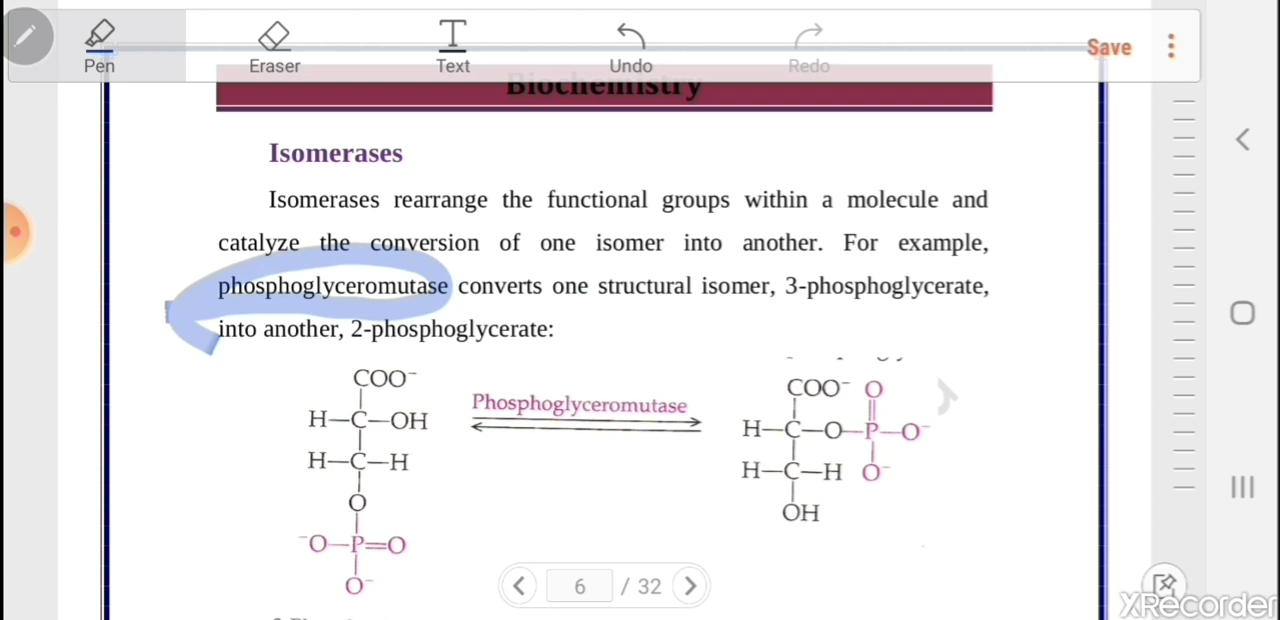 Pen
Eraser
Text
Undo
Redo
Save
Biochemistry
Isomerases
Isomerases rearrange the functional groups within a molecule and
catalyze the conversion of one isomer into another. For example,
phosphoglyceromutase converts one structural isomer, 3-phosphoglycerate,
into another, 2-phosphoglycerate:
COO⁻
H—C—OH
H—C—H
O
⁻O—P=O
O⁻
Phosphoglyceromutase
COO⁻ O
H—C—O—P—O⁻
H—C—H O⁻
OH
6 / 32
XRecorder